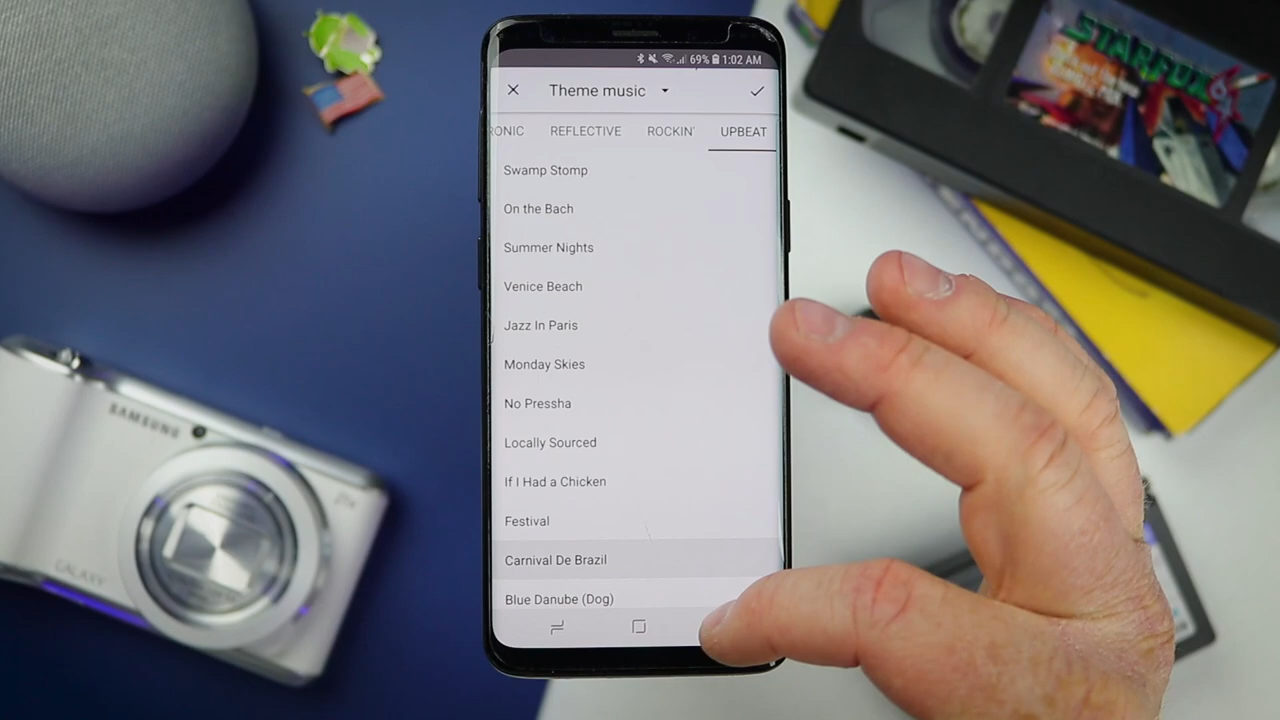 69% 1:02 AM
Theme music
RONIC REFLECTIVE ROCKIN' UPBEAT
Swamp Stomp
On the Bach
Summer Nights
Venice Beach
Jazz In Paris
Monday Skies
No Pressha
Locally Sourced
If I Had a Chicken
Festival
Carnival De Brazil
Blue Danube (Dog)
STARFOX 64
SAMSUNG
GALAXY